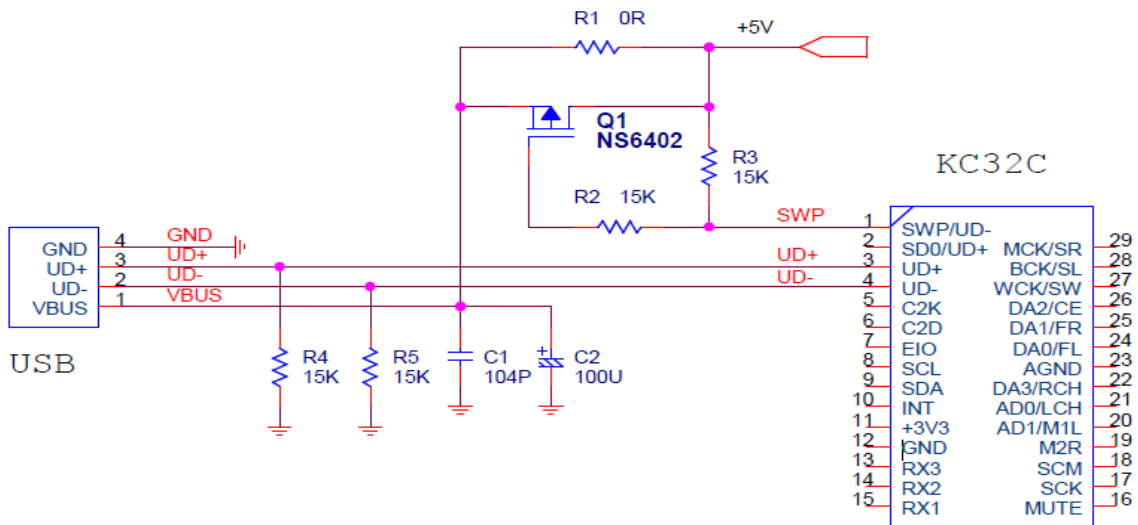 R1 0R
+5V
Q1
NS6402
R3
15K
R2 15K
SWP
KC32C
GND 4 GND
UD+ 3 UD+
UD- 2 UD-
VBUS 1 VBUS
USB
UD+
UD-
R4
15K
R5
15K
C1
104P
+
C2
100U
1 SWP/UD-
2 SD0/UD+
3 UD+
4 UD-
5 C2K
6 C2D
7 EIO
8 SCL
9 SDA
10 INT
11 +3V3
12 GND
13 RX3
14 RX2
15 RX1
MCK/SR 29
BCK/SL 28
WCK/SW 27
DA2/CE 26
DA1/FR 25
DA0/FL 24
AGND 23
DA3/RCH 22
AD0/LCH 21
AD1/M1L 20
M2R 19
SCM 18
SCK 17
MUTE 16